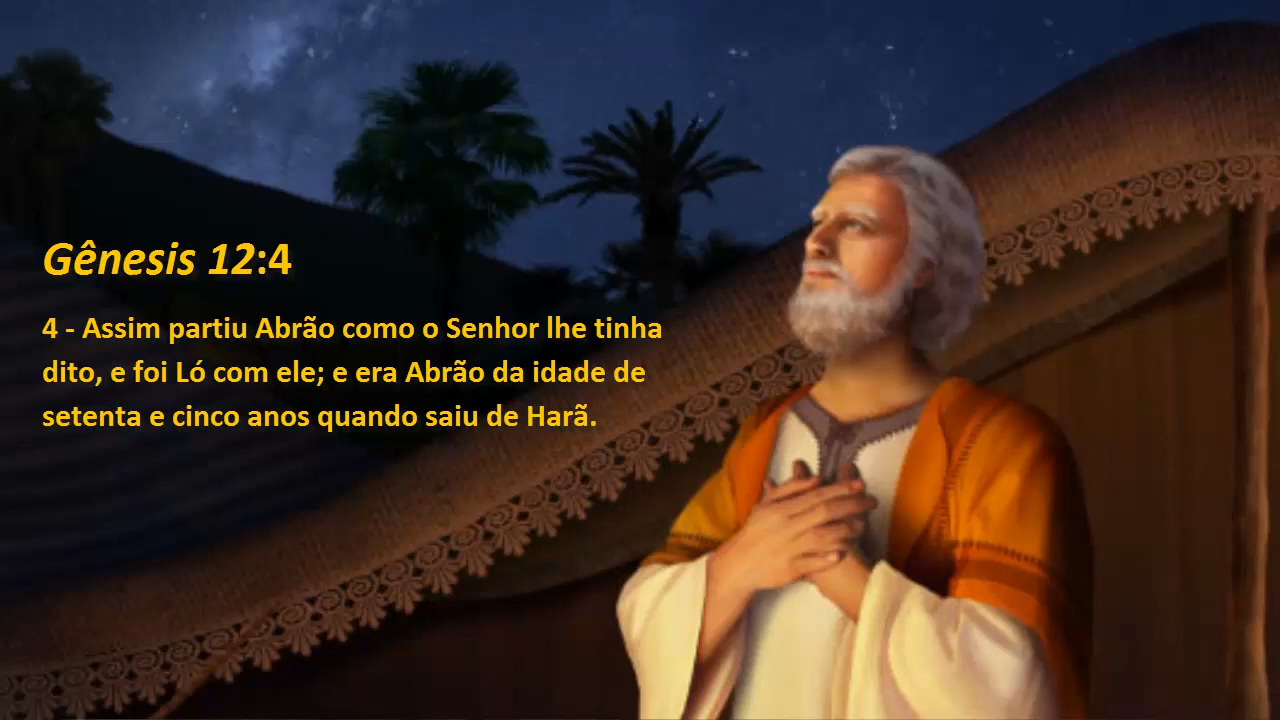 Gênesis 12:4
4 - Assim partiu Abrão como o Senhor lhe tinha
dito, e foi Ló com ele; e era Abrão da idade de
setenta e cinco anos quando saiu de Harã.